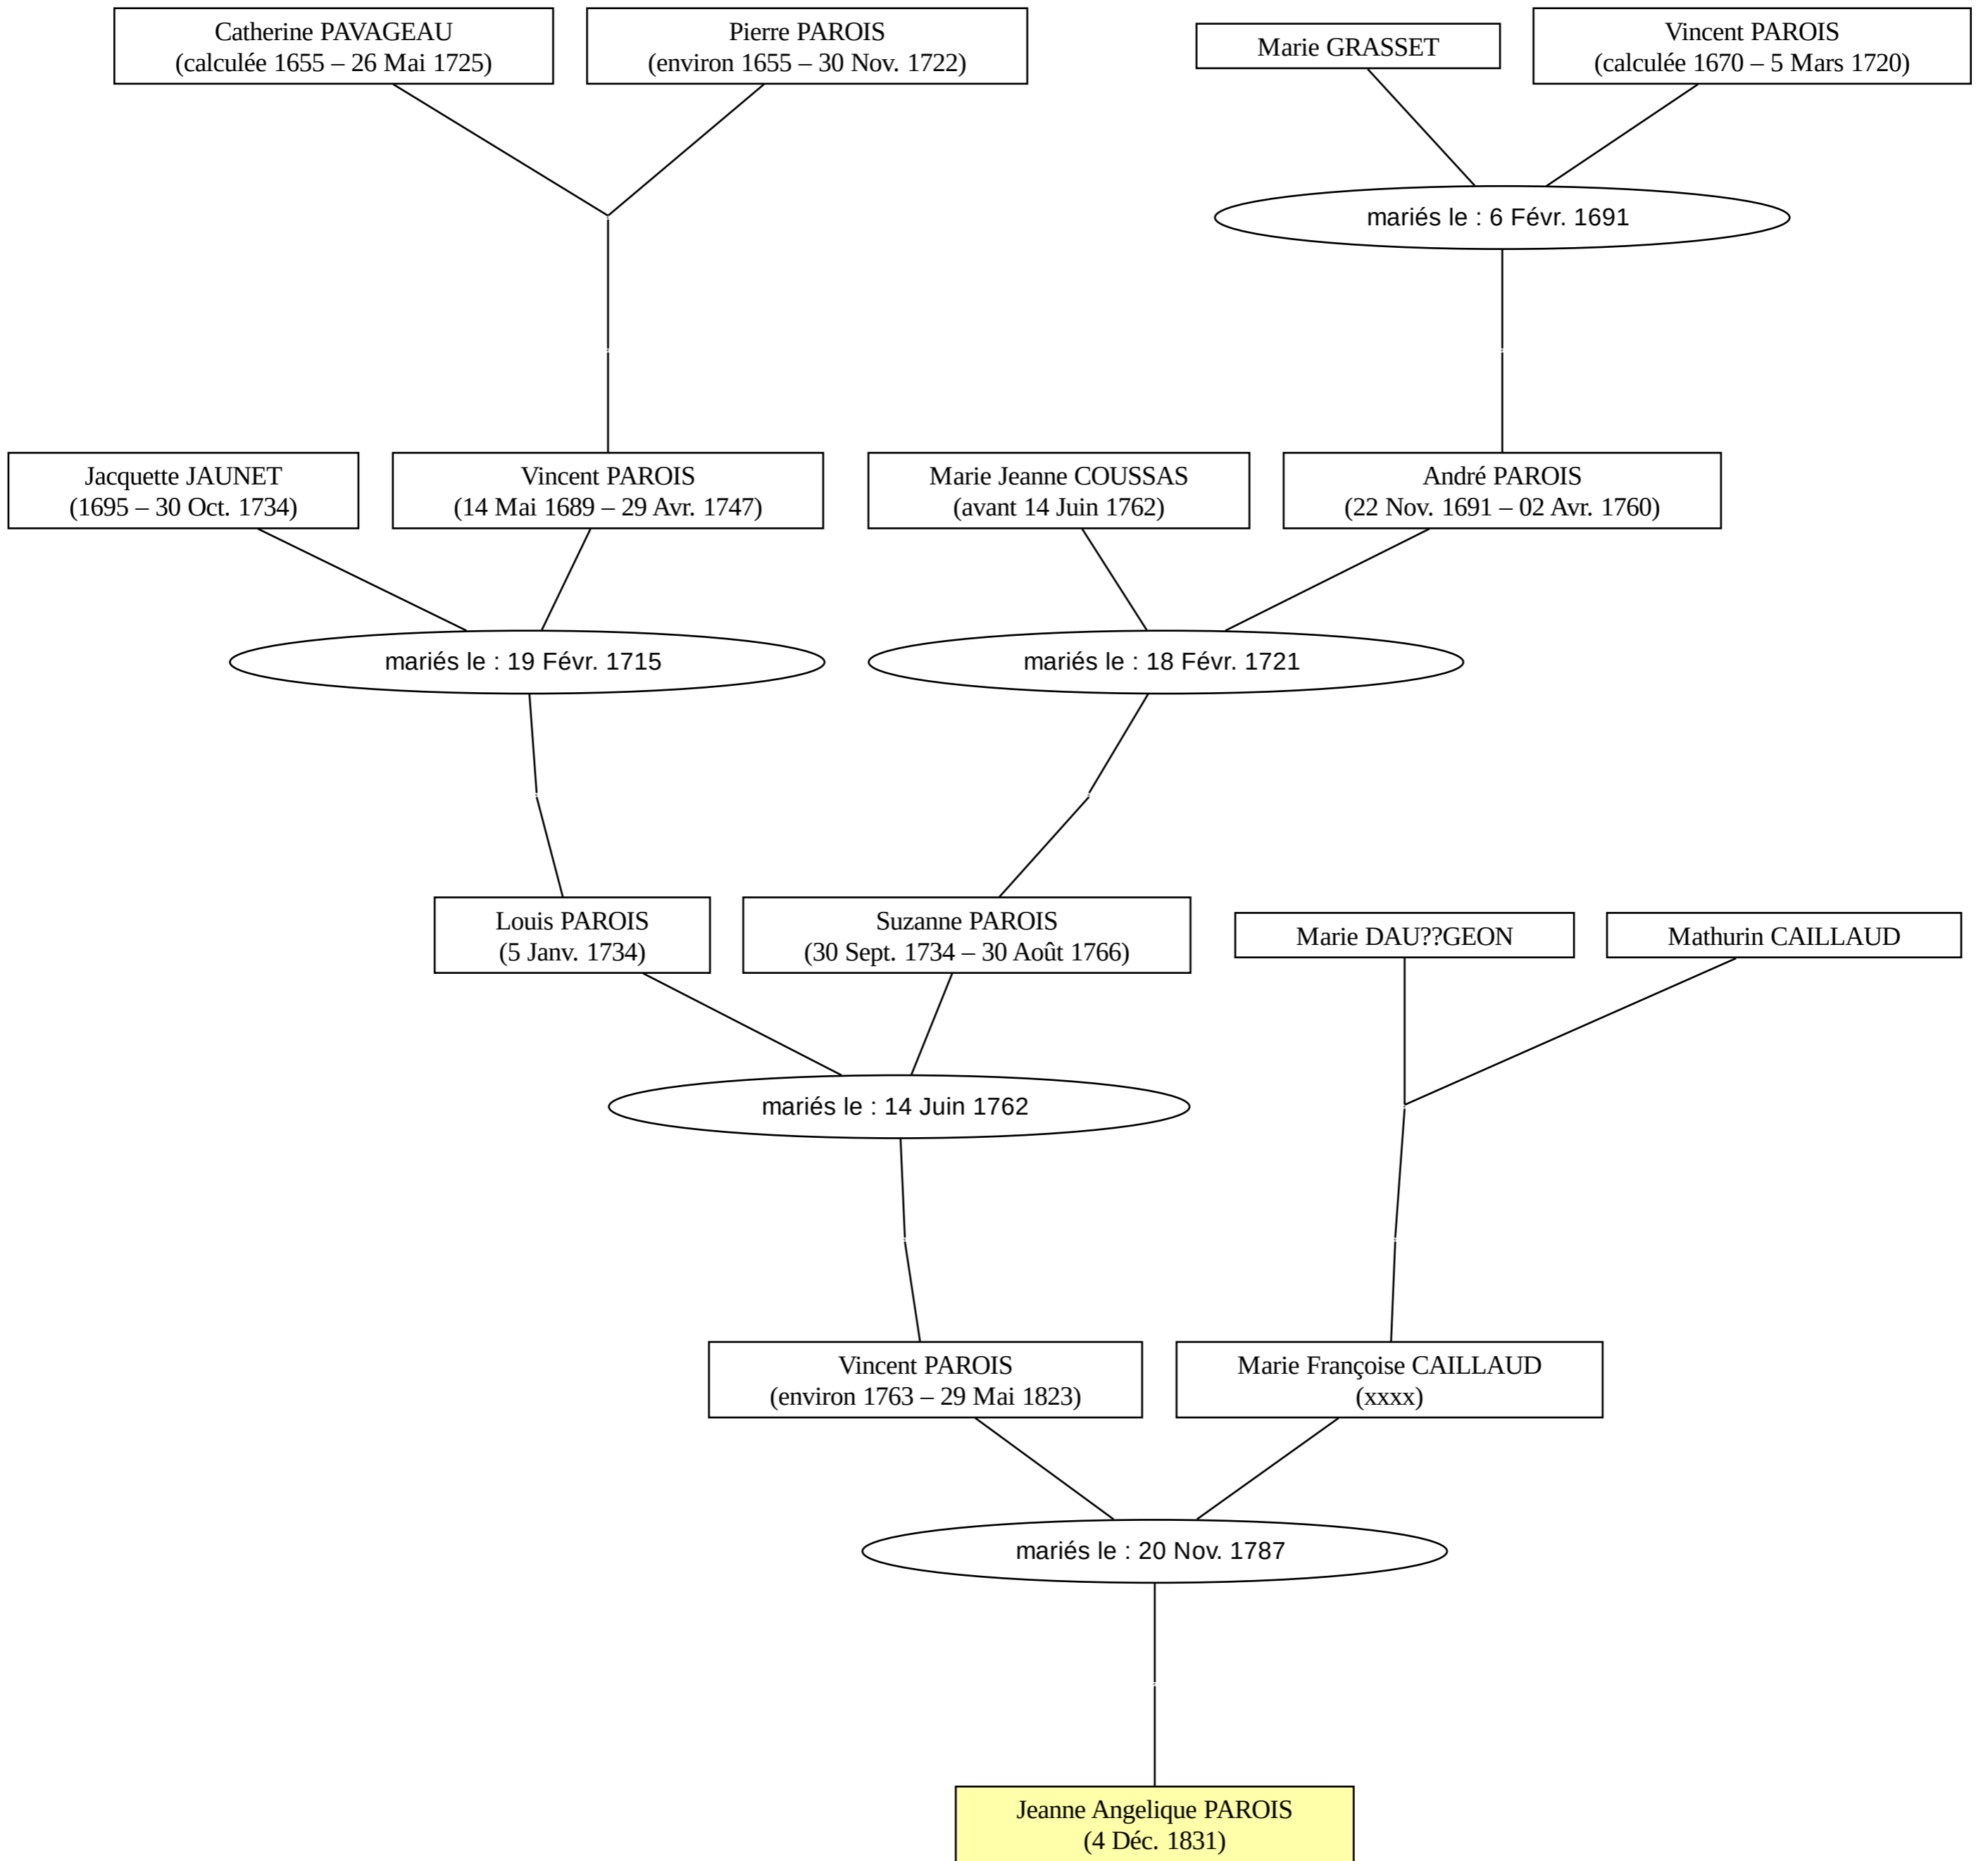 Catherine PAVAGEAU
(calculée 1655 – 26 Mai 1725)
Pierre PAROIS
(environ 1655 – 30 Nov. 1722)
Marie GRASSET
Vincent PAROIS
(calculée 1670 – 5 Mars 1720)
mariés le : 6 Févr. 1691
Jacquette JAUNET
(1695 – 30 Oct. 1734)
Vincent PAROIS
(14 Mai 1689 – 29 Avr. 1747)
Marie Jeanne COUSSAS
(avant 14 Juin 1762)
André PAROIS
(22 Nov. 1691 – 02 Avr. 1760)
mariés le : 19 Févr. 1715
mariés le : 18 Févr. 1721
Louis PAROIS
(5 Janv. 1734)
Suzanne PAROIS
(30 Sept. 1734 – 30 Août 1766)
Marie DAU??GEON
Mathurin CAILLAUD
mariés le : 14 Juin 1762
Vincent PAROIS
(environ 1763 – 29 Mai 1823)
Marie Françoise CAILLAUD
(xxxx)
mariés le : 20 Nov. 1787
Jeanne Angelique PAROIS
(4 Déc. 1831)